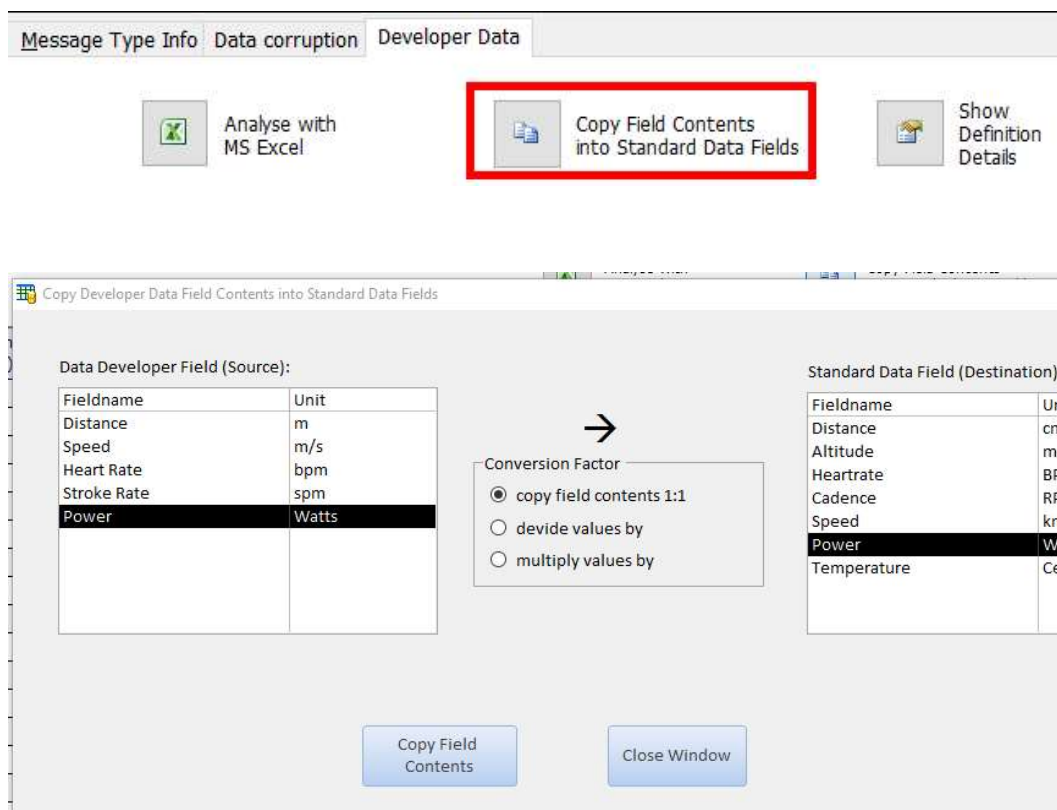 Message Type Info Data corruption Developer Data
Analyse with
MS Excel
Copy Field Contents
into Standard Data Fields
Show
Definition
Details
Copy Developer Data Field Contents into Standard Data Fields
Data Developer Field (Source):
Fieldname Unit
Distance m
Speed m/s
Heart Rate bpm
Stroke Rate spm
Power Watts
→
Conversion Factor
copy field contents 1:1
devide values by
multiply values by
Standard Data Field (Destination)
Fieldname
Distance
Altitude
Heartrate
Cadence
Speed
Power
Temperature
Copy Field
Contents
Close Window